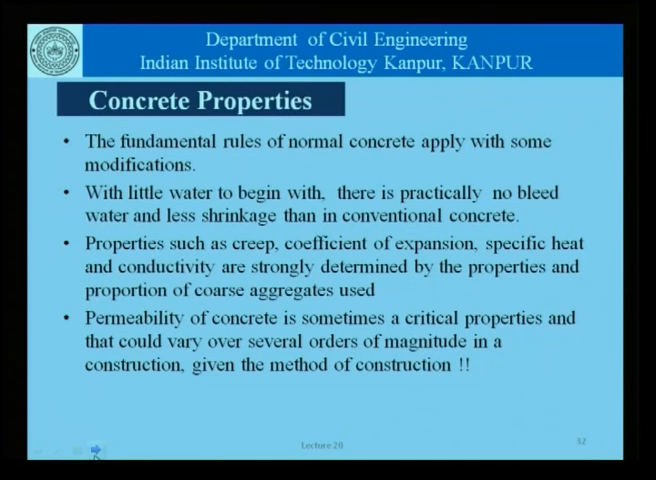 Department of Civil Engineering
Indian Institute of Technology Kanpur, KANPUR
Concrete Properties
• The fundamental rules of normal concrete apply with some
modifications.
• With little water to begin with, there is practically no bleed
water and less shrinkage than in conventional concrete.
• Properties such as creep, coefficient of expansion, specific heat
and conductivity are strongly determined by the properties and
proportion of coarse aggregates used
• Permeability of concrete is sometimes a critical properties and
that could vary over several orders of magnitude in a
construction, given the method of construction !!
Lecture 20
32